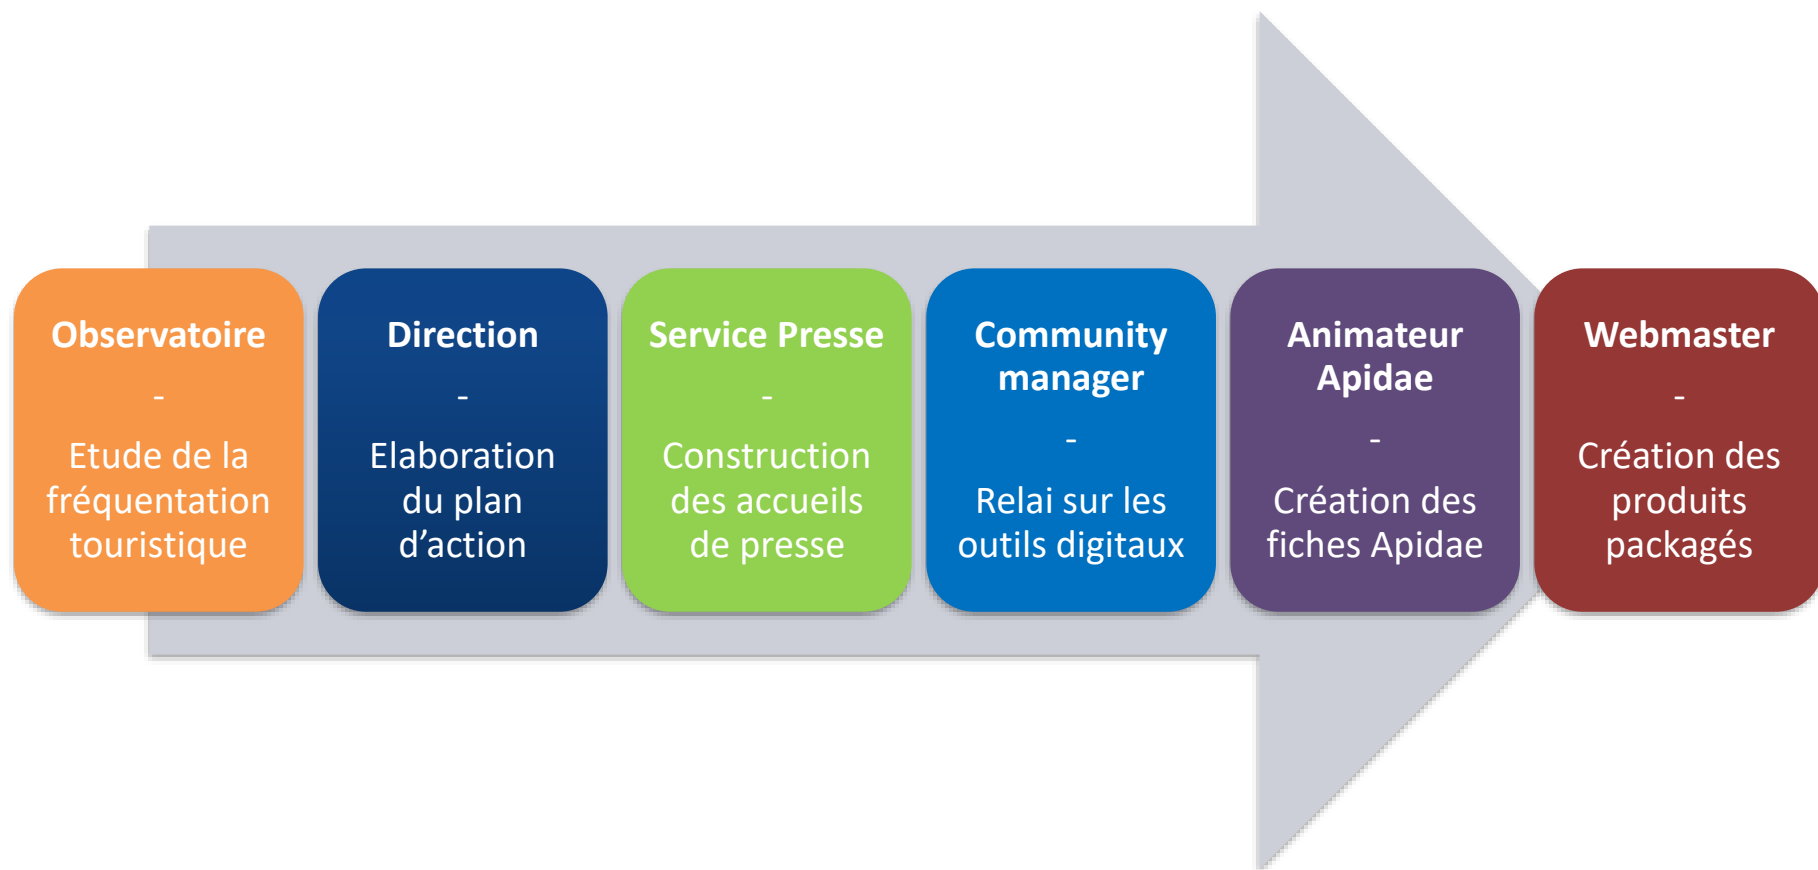 Observatoire
-
Etude de la
fréquentation
touristique
Direction
-
Elaboration
du plan
d’action
Service Presse
-
Construction
des accueils
de presse
Community
manager
-
Relai sur les
outils digitaux
Animateur
Apidae
-
Création des
fiches Apidae
Webmaster
-
Création des
produits
packagés